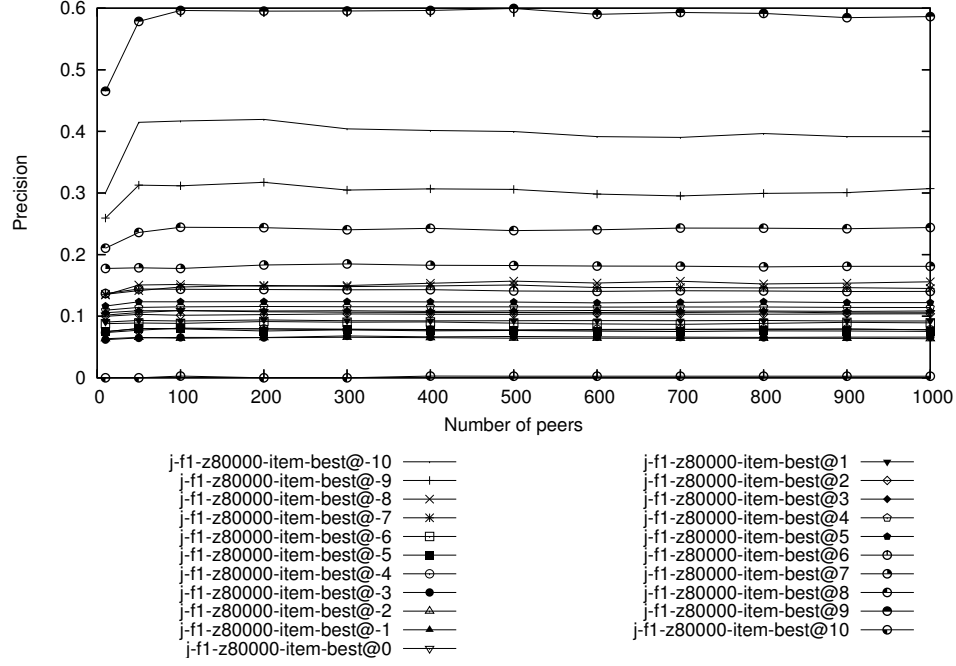 0.6
0.5
0.4
0.3
0.2
0.1
0
Precision
0 100 200 300 400 500 600 700 800 900 1000
Number of peers
j-f1-z80000-item-best@-10
j-f1-z80000-item-best@-9
j-f1-z80000-item-best@-8
j-f1-z80000-item-best@-7
j-f1-z80000-item-best@-6
j-f1-z80000-item-best@-5
j-f1-z80000-item-best@-4
j-f1-z80000-item-best@-3
j-f1-z80000-item-best@-2
j-f1-z80000-item-best@-1
j-f1-z80000-item-best@0
j-f1-z80000-item-best@1
j-f1-z80000-item-best@2
j-f1-z80000-item-best@3
j-f1-z80000-item-best@4
j-f1-z80000-item-best@5
j-f1-z80000-item-best@6
j-f1-z80000-item-best@7
j-f1-z80000-item-best@8
j-f1-z80000-item-best@9
j-f1-z80000-item-best@10